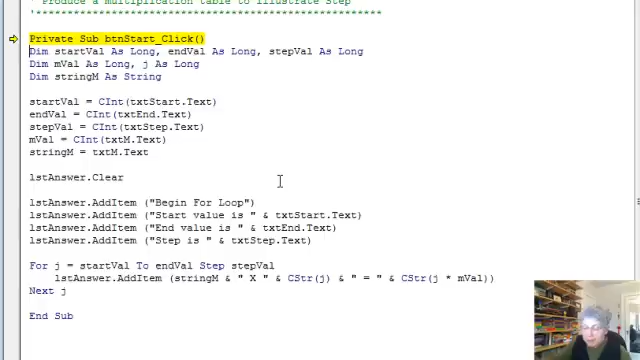 ' Produce a multiplication table to illustrate Step
'*******************************************************
Private Sub btnStart_Click()
Dim startVal As Long, endVal As Long, stepVal As Long
Dim mVal As Long, j As Long
Dim stringM As String
startVal = CInt(txtStart.Text)
endVal = CInt(txtEnd.Text)
stepVal = CInt(txtStep.Text)
mVal = CInt(txtM.Text)
stringM = txtM.Text
lstAnswer.Clear
lstAnswer.AddItem ("Begin For Loop")
lstAnswer.AddItem ("Start value is " & txtStart.Text)
lstAnswer.AddItem ("End value is " & txtEnd.Text)
lstAnswer.AddItem ("Step is " & txtStep.Text)
For j = startVal To endVal Step stepVal
lstAnswer.AddItem (stringM & " X " & CStr(j) & " = " & CStr(j * mVal))
Next j
End Sub